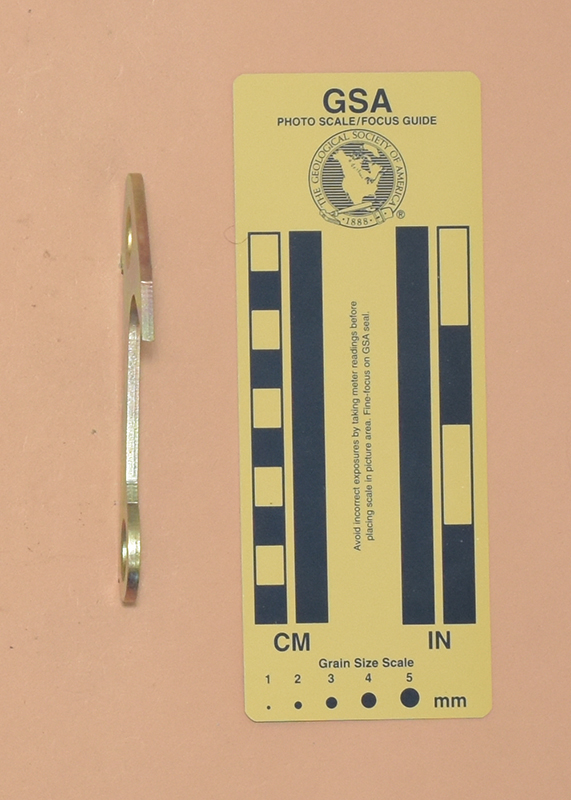 GSA
PHOTO SCALE/FOCUS GUIDE
THE GEOLOGICAL SOCIETY OF AMERICA
1888
®
Avoid incorrect exposures by taking meter readings before
placing scale in picture area. Fine-focus on GSA seal.
CM
IN
Grain Size Scale
1 2 3 4 5
mm